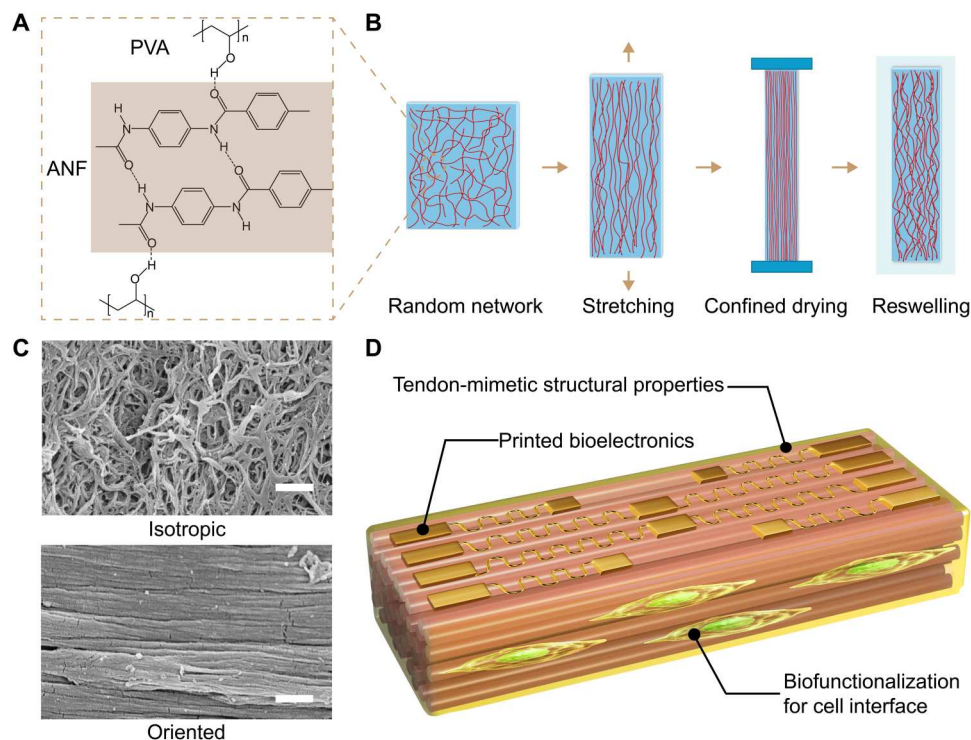 A
PVA
n
H
O
O
H
N
N
H
ANF
O
O
H
N
N
H
O
H
O
n
B
Random network
Stretching
Confined drying
Reswelling
C
Isotropic
Oriented
D
Tendon-mimetic structural properties
Printed bioelectronics
Biofunctionalization
for cell interface